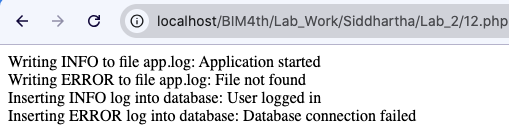 localhost/BIM4th/Lab_Work/Siddhartha/Lab_2/12.php
Writing INFO to file app.log: Application started
Writing ERROR to file app.log: File not found
Inserting INFO log into database: User logged in
Inserting ERROR log into database: Database connection failed